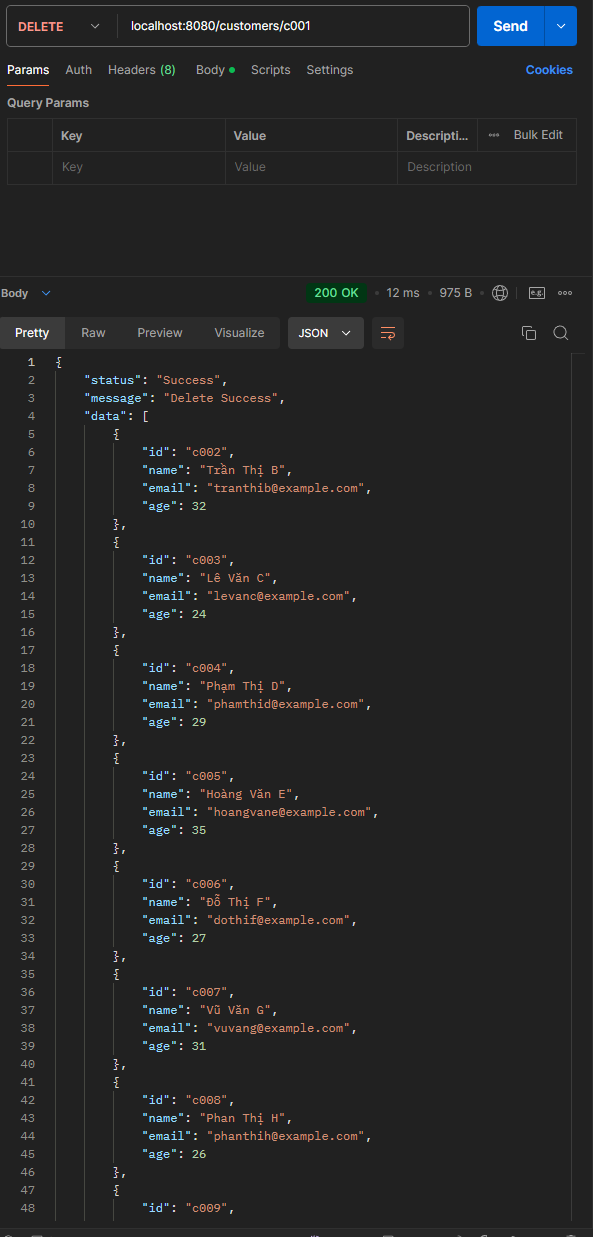 DELETE localhost:8080/customers/c001 Send
Params Auth Headers (8) Body Scripts Settings Cookies
Query Params
Key Value Descripti... Bulk Edit
Key Value Description
Body 200 OK 12 ms 975 B e.g.
Pretty Raw Preview Visualize JSON
1 {
2 "status": "Success",
3 "message": "Delete Success",
4 "data": [
5 {
6 "id": "c002",
7 "name": "Trần Thị B",
8 "email": "tranthib@example.com",
9 "age": 32
10 },
11 {
12 "id": "c003",
13 "name": "Lê Văn C",
14 "email": "levanc@example.com",
15 "age": 24
16 },
17 {
18 "id": "c004",
19 "name": "Phạm Thị D",
20 "email": "phamthid@example.com",
21 "age": 29
22 },
23 {
24 "id": "c005",
25 "name": "Hoàng Văn E",
26 "email": "hoangvane@example.com",
27 "age": 35
28 },
29 {
30 "id": "c006",
31 "name": "Đỗ Thị F",
32 "email": "dothif@example.com",
33 "age": 27
34 },
35 {
36 "id": "c007",
37 "name": "Vũ Văn G",
38 "email": "vuvang@example.com",
39 "age": 31
40 },
41 {
42 "id": "c008",
43 "name": "Phan Thị H",
44 "email": "phanthih@example.com",
45 "age": 26
46 },
47 {
48 "id": "c009",